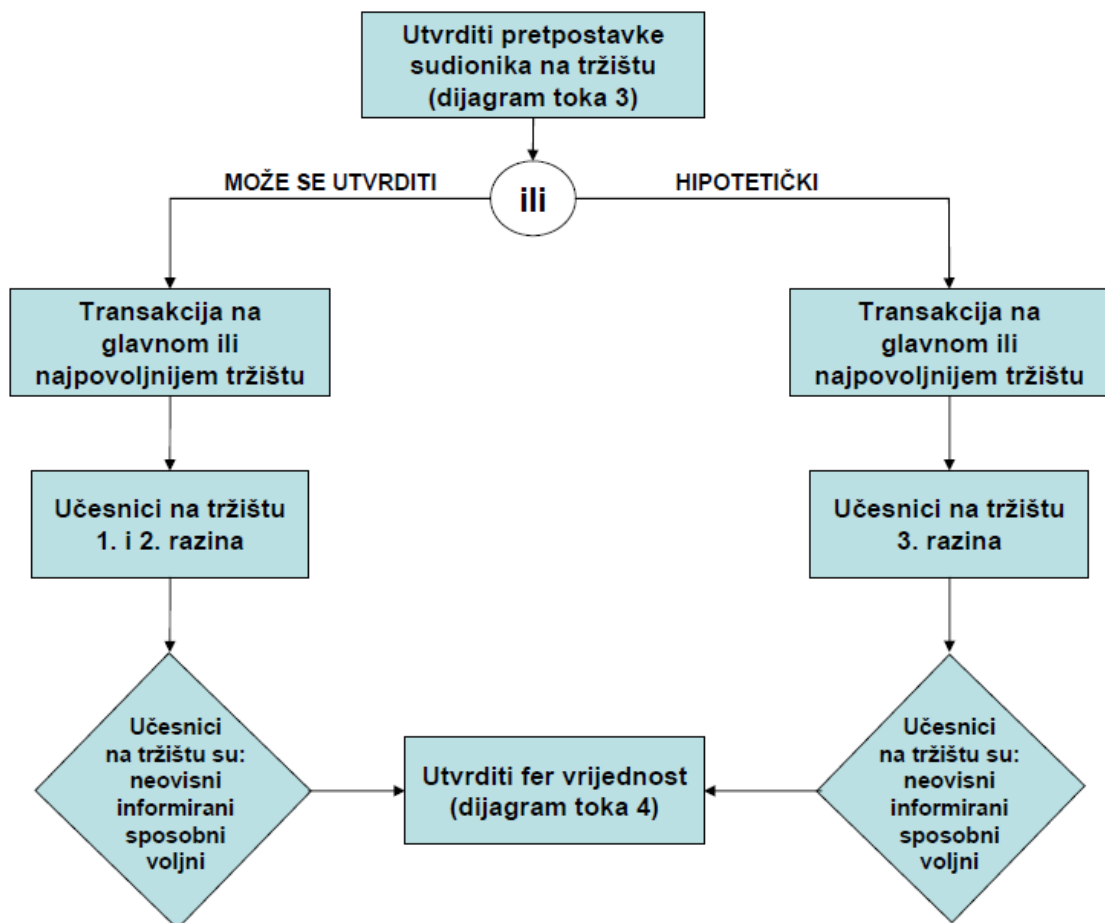 Utvrditi pretpostavke
sudionika na tržištu
(dijagram toka 3)
MOŽE SE UTVRDITI
ili
HIPOTETIČKI
Transakcija na
glavnom ili
najpovoljnijem tržištu
Transakcija na
glavnom ili
najpovoljnijem tržištu
Učesnici na tržištu
1. i 2. razina
Učesnici na tržištu
3. razina
Učesnici
na tržištu su:
neovisni
informirani
sposobni
voljni
Utvrditi fer vrijednost
(dijagram toka 4)
Učesnici
na tržištu su:
neovisni
informirani
sposobni
voljni